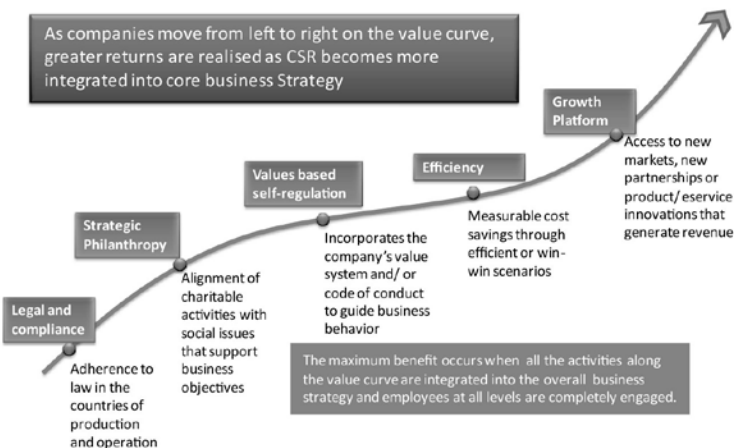 As companies move from left to right on the value curve,
greater returns are realised as CSR becomes more
integrated into core business Strategy
Legal and
compliance
Adherence to
law in the
countries of
production
and operation
Strategic
Philanthropy
Alignment of
charitable
activities with
social issues
that support
business
objectives
Values based
self-regulation
Incorporates the
company's value
system and/ or
code of conduct
to guide business
behavior
Efficiency
Measurable cost
savings through
efficient or win-
win scenarios
Growth
Platform
Access to new
markets, new
partnerships or
product/ eservice
innovations that
generate revenue
The maximum benefit occurs when all the activities along
the value curve are integrated into the overall business
strategy and employees at all levels are completely engaged.